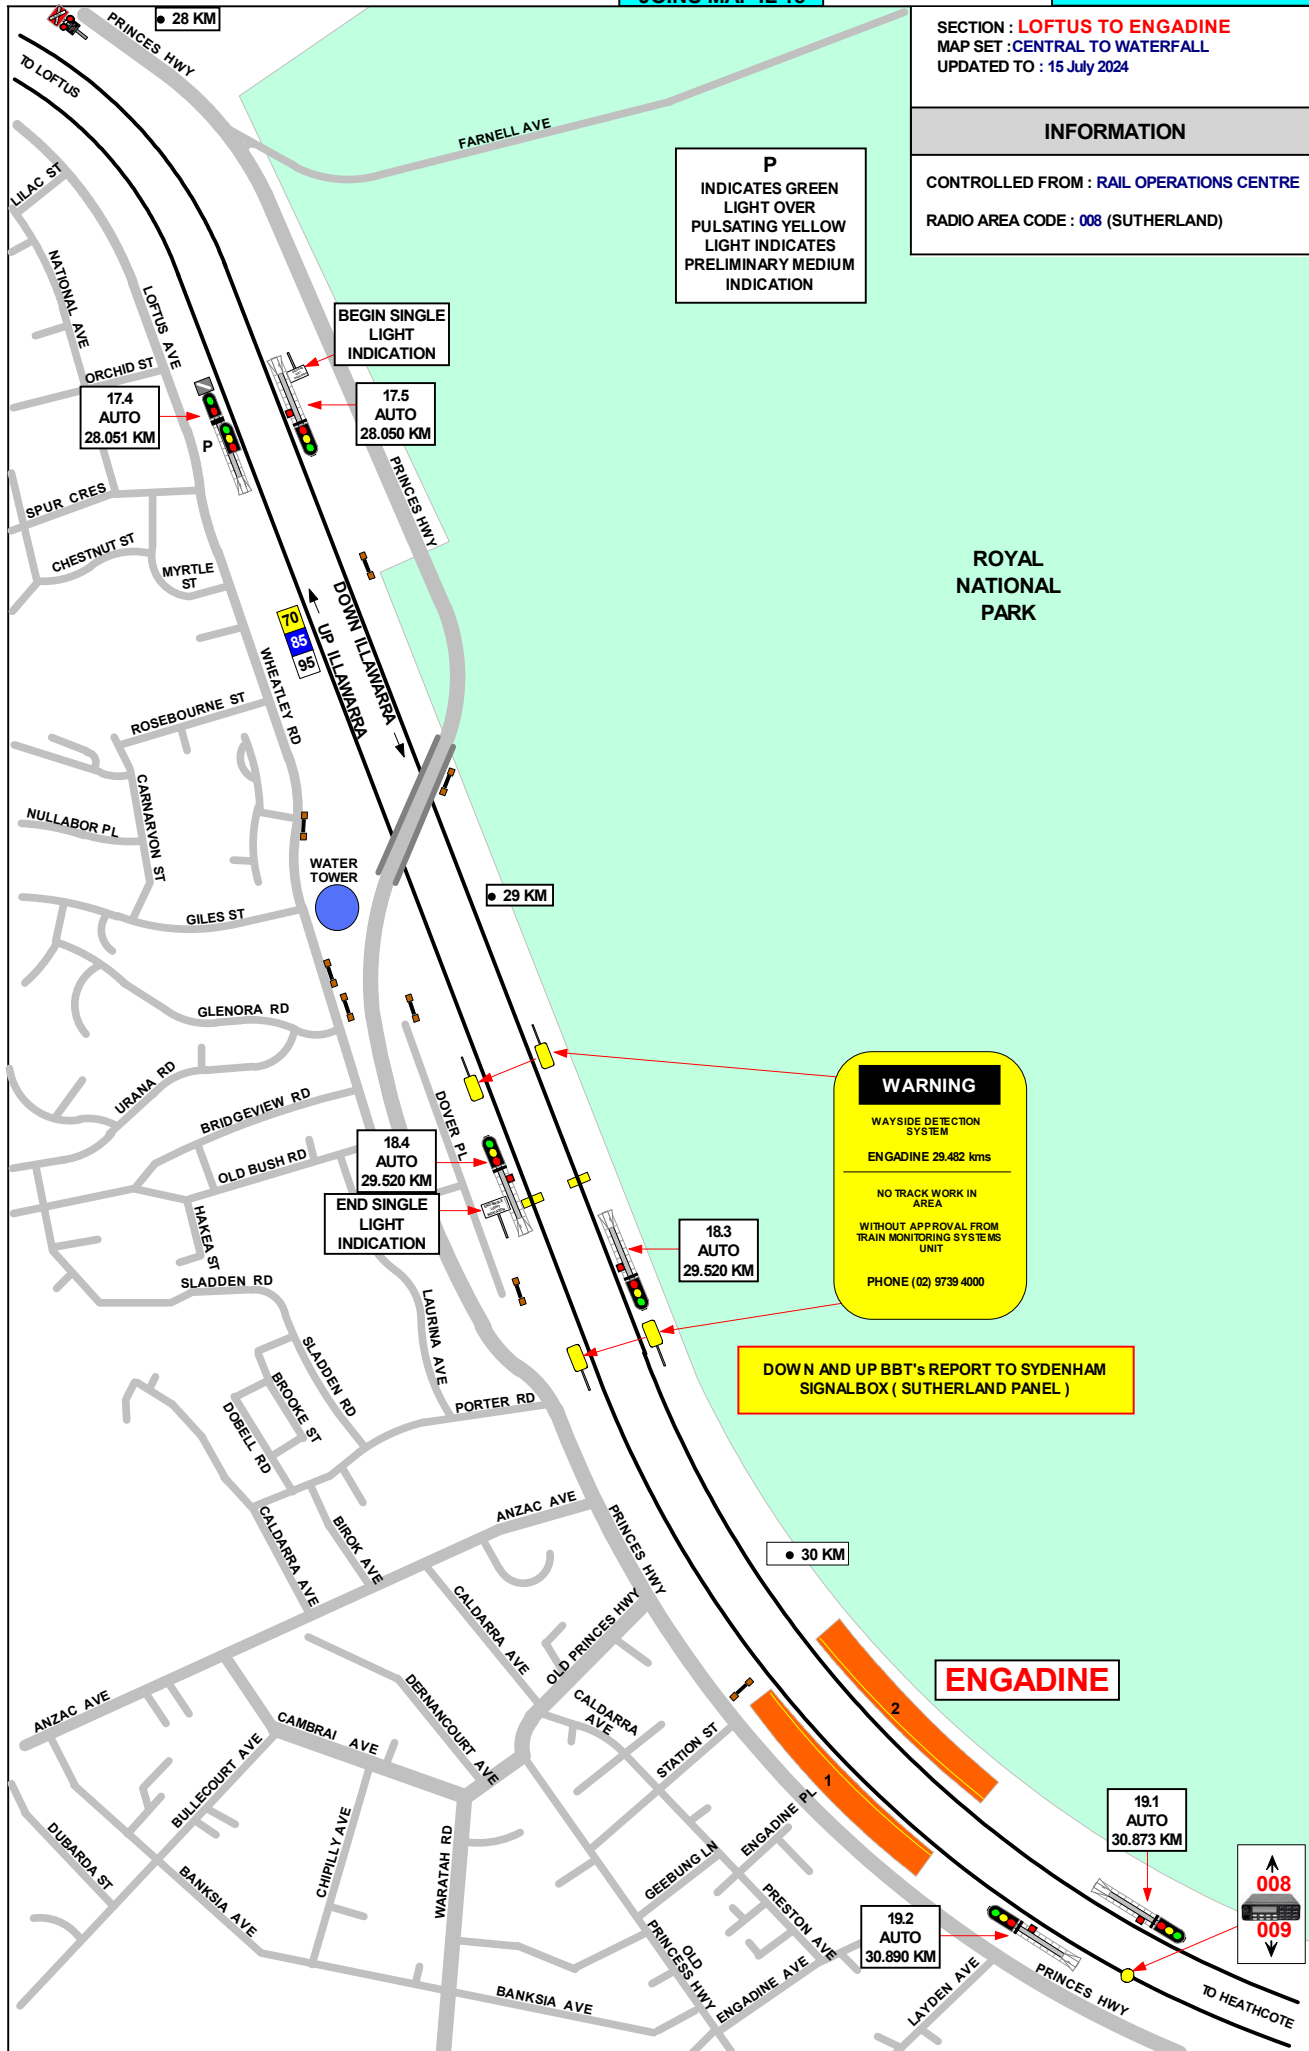 28 KM
SECTION : LOFTUS TO ENGADINE
MAP SET :CENTRAL TO WATERFALL
UPDATED TO : 15 July 2024
INFORMATION
CONTROLLED FROM : RAIL OPERATIONS CENTRE
RADIO AREA CODE : 008 (SUTHERLAND)
PRINCES HWY
TO LOFTUS
FARNELL AVE
P
INDICATES GREEN
LIGHT OVER
PULSATING YELLOW
LIGHT INDICATES
PRELIMINARY MEDIUM
INDICATION
LILAC ST
NATIONAL AVE
LOFTUS AVE
ORCHID ST
BEGIN SINGLE
LIGHT
INDICATION
17.4
AUTO
28.051 KM
17.5
AUTO
28.050 KM
P
PRINCES HWY
SPUR CRES
CHESTNUT ST
MYRTLE
ST
ROYAL
NATIONAL
PARK
70
85
95
DOWN ILLAWARRA
UP ILLAWARRA
WHEATLEY RD
ROSEBOURNE ST
CARNARVON ST
NULLABOR PL
WATER
TOWER
29 KM
GILES ST
GLENORA RD
URANA RD
BRIDGEVIEW RD
OLD BUSH RD
DOVER PL
HAKEA ST
WARNING
WAYSIDE DETECTION
SYSTEM
ENGADINE 29.482 kms
NO TRACK WORK IN
AREA
WITHOUT APPROVAL FROM
TRAIN MONITORING SYSTEMS
UNIT
PHONE (02) 9739 4000
18.4
AUTO
29.520 KM
END SINGLE
LIGHT
INDICATION
18.3
AUTO
29.520 KM
SLADDEN RD
LAURINA AVE
SLADDEN RD
BROOKE ST
DOBELL RD
PORTER RD
DOWN AND UP BBT's REPORT TO SYDENHAM
SIGNALBOX ( SUTHERLAND PANEL )
CALDARRA AVE
BIROK AVE
ANZAC AVE
PRINCES HWY
30 KM
CALDARRA AVE
OLD PRINCES HWY
ENGADINE
2
1
ANZAC AVE
DERNANCOURT AVE
CAMBRAI AVE
CALDARRA
AVE
STATION ST
BULLECOURT AVE
DUBARDA ST
CHIPILLY AVE
WARATAH RD
BANKSIA AVE
ENGADINE PL
GEEBUNG LN
PRESTON AVE
OLD
PRINCESS HWY
ENGADINE AVE
BANKSIA AVE
19.1
AUTO
30.873 KM
19.2
AUTO
30.890 KM
008
009
LAYDEN AVE
PRINCES HWY
TO HEATHCOTE